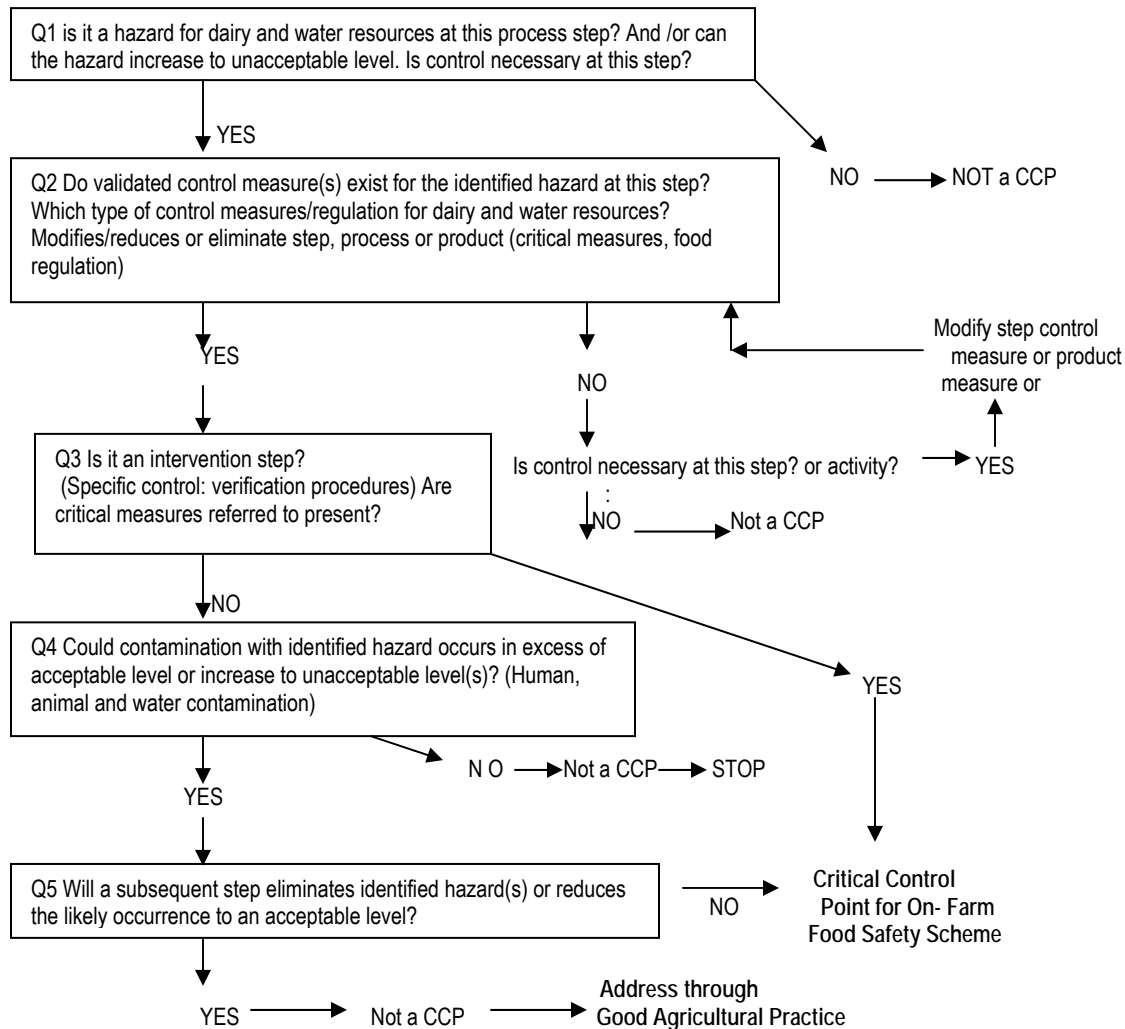 Q1 is it a hazard for dairy and water resources at this process step? And /or can
the hazard increase to unacceptable level. Is control necessary at this step?
YES
NO
NOT a CCP
Q2 Do validated control measure(s) exist for the identified hazard at this step?
Which type of control measures/regulation for dairy and water resources?
Modifies/reduces or eliminate step, process or product (critical measures, food
regulation)
Modify step control
measure or product
measure or
YES
NO
Q3 Is it an intervention step?
(Specific control: verification procedures) Are
critical measures referred to present?
Is control necessary at this step? or activity?
YES
:
NO
Not a CCP
NO
Q4 Could contamination with identified hazard occurs in excess of
acceptable level or increase to unacceptable level(s)? (Human,
animal and water contamination)
YES
N O
Not a CCP
STOP
YES
Q5 Will a subsequent step eliminates identified hazard(s) or reduces
the likely occurrence to an acceptable level?
NO
Critical Control
Point for On- Farm
Food Safety Scheme
YES
Not a CCP
Address through
Good Agricultural Practice